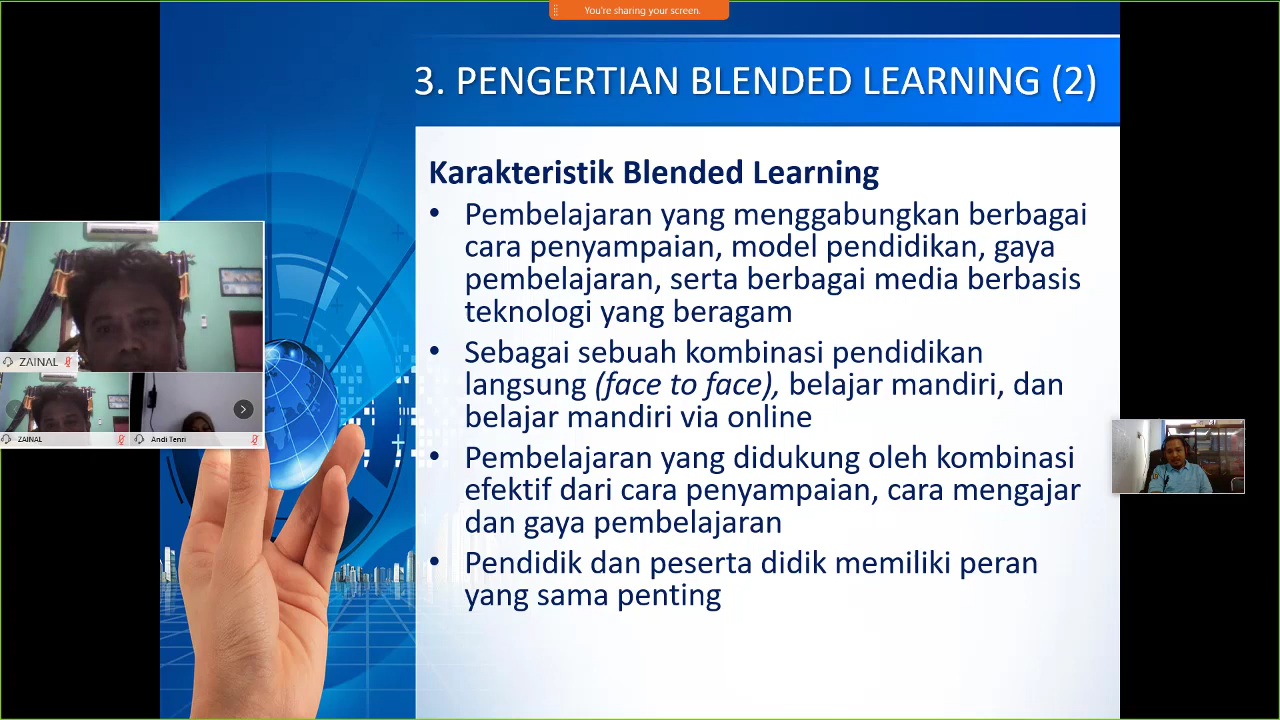 You're sharing your screen.
3. PENGERTIAN BLENDED LEARNING (2)
Karakteristik Blended Learning
• Pembelajaran yang menggabungkan berbagai
cara penyampaian, model pendidikan, gaya
pembelajaran, serta berbagai media berbasis
teknologi yang beragam
• Sebagai sebuah kombinasi pendidikan
langsung (face to face), belajar mandiri, dan
belajar mandiri via online
• Pembelajaran yang didukung oleh kombinasi
efektif dari cara penyampaian, cara mengajar
dan gaya pembelajaran
• Pendidik dan peserta didik memiliki peran
yang sama penting
ZAINAL
ZAINAL
Andi Tenri